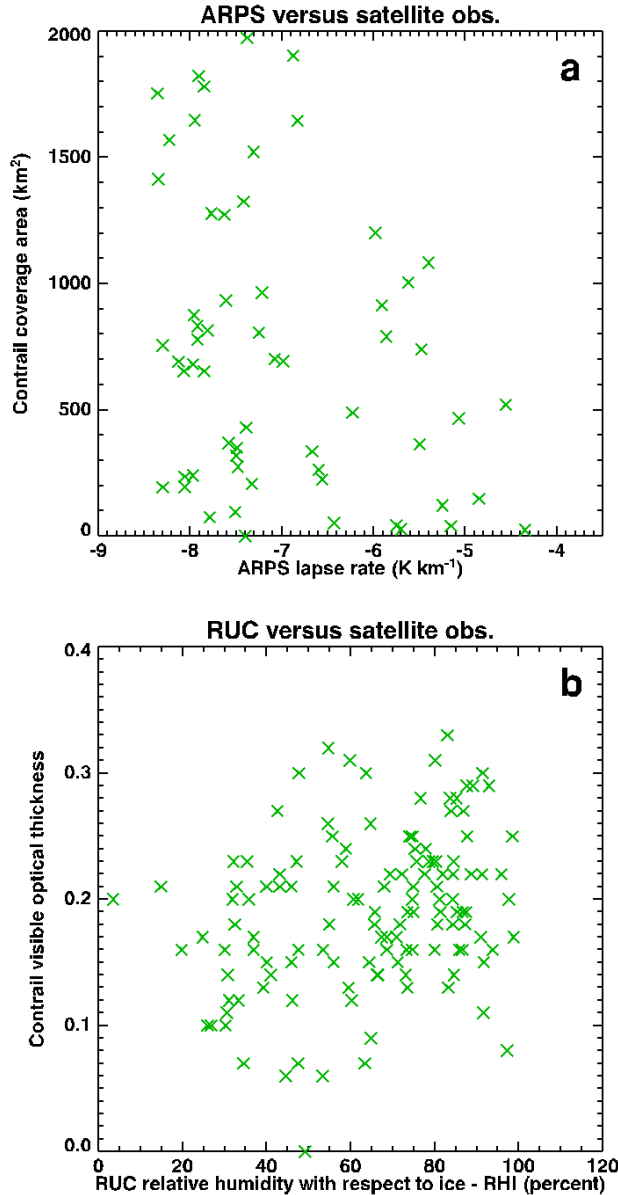 ARPS versus satellite obs.
a
2000
1500
1000
500
0
Contrail coverage area (km²)
-9 -8 -7 -6 -5 -4
ARPS lapse rate (K km⁻¹)
RUC versus satellite obs.
b
0.4
0.3
0.2
0.1
0.0
Contrail visible optical thickness
0 20 40 60 80 100 120
RUC relative humidity with respect to ice - RHI (percent)